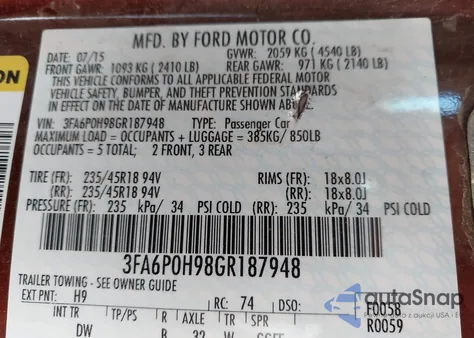 MFD. BY FORD MOTOR CO.
DATE: 07/15 GVWR: 2059 KG ( 4540 LB)
FRONT GAWR: 1093 KG ( 2410 LB) REAR GAWR: 971 KG ( 2140 LB)
THIS VEHICLE CONFORMS TO ALL APPLICABLE FEDERAL MOTOR
VEHICLE SAFETY, BUMPER, AND THEFT PREVENTION STANDARDS
IN EFFECT ON THE DATE OF MANUFACTURE SHOWN ABOVE.
VIN: 3FA6P0H98GR187948 TYPE: Passenger Car
MAXIMUM LOAD = OCCUPANTS + LUGGAGE = 385KG/ 850LB
OCCUPANTS = 5 TOTAL; 2 FRONT, 3 REAR
TIRE (FR): 235/45R18 94V RIMS (FR): 18x8.0J
(RR): 235/45R18 94V (RR): 18x8.0J
PRESSURE (FR): 235 kPa/ 34 PSI COLD (RR): 235 kPa/ 34 PSI COLD
3FA6P0H98GR187948
TRAILER TOWING - SEE OWNER GUIDE
EXT PNT: H9 RC: 74 DSO: F0058
R0059
INT TR TP/PS R AXLE TR SPR
DW B 32 W
ON
autoSnap